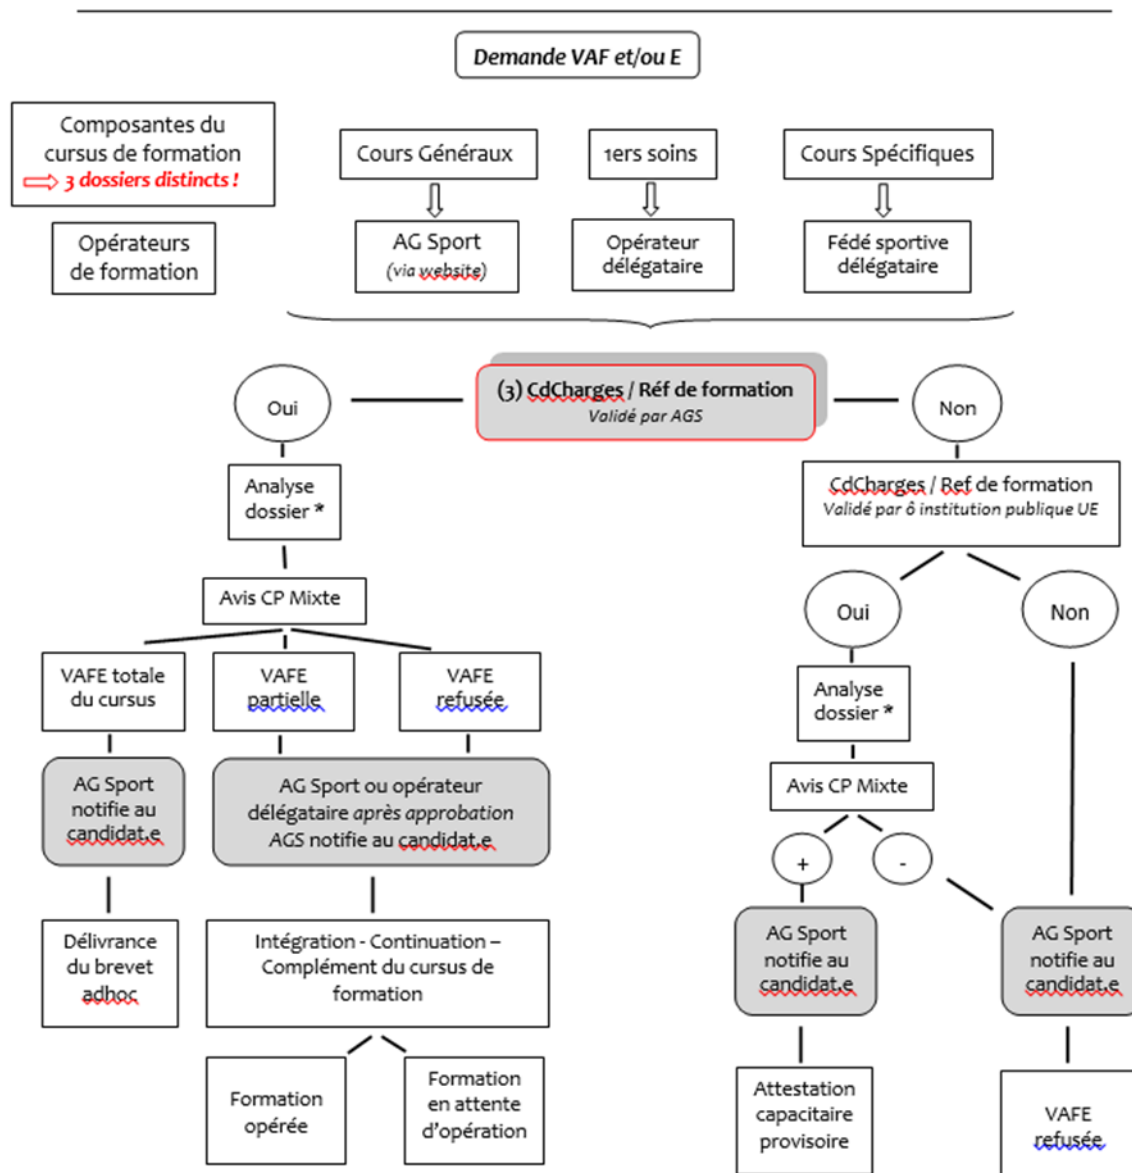 Demande VAF et/ou E
Composantes du
cursus de formation
3 dossiers distincts !
Cours Généraux
1ers soins
Cours Spécifiques
Opérateurs
de formation
AG Sport
(via website)
Opérateur
délégataire
Fédé sportive
délégataire
Oui
(3) CdCharges / Réf de formation
Validé par AGS
Non
Analyse
dossier *
CdCharges / Ref de formation
Validé par ô institution publique UE
Avis CP Mixte
Oui
Non
VAFE totale
du cursus
VAFE
partielle
VAFE
refusée
Analyse
dossier *
AG Sport
notifie au
candidat.e
AG Sport ou opérateur
délégataire après approbation
AGS notifie au candidat.e
Avis CP Mixte
+
-
Délivrance
du brevet
adhoc
Intégration - Continuation –
Complément du cursus de
formation
AG Sport
notifie au
candidat.e
AG Sport
notifie au
candidat.e
Formation
opérée
Formation
en attente
d'opération
Attestation
capacitaire
provisoire
VAFE
refusée